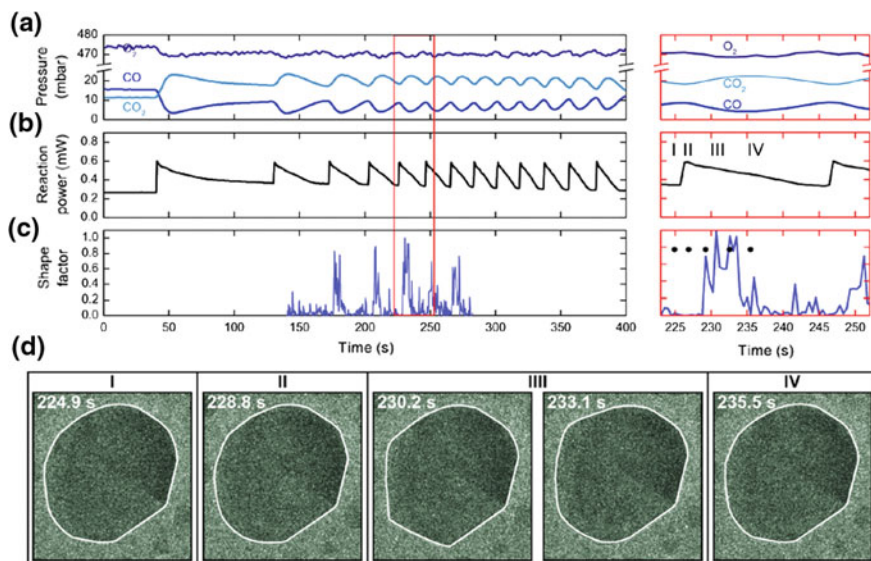 (a)
480
470
20
10
0
Pressure
(mbar)
O2
CO
CO2
O2
CO2
CO
(b)
0.8
0.6
0.4
0.2
0.0
Reaction
power (mW)
I II III IV
(c)
1.0
0.8
0.6
0.4
0.2
0.0
Shape
factor
0 50 100 150 200 250 300 350 400
225 230 235 240 245 250
Time (s)
Time (s)
(d)
I II IIII IV
224.9 s 228.8 s 230.2 s 233.1 s 235.5 s